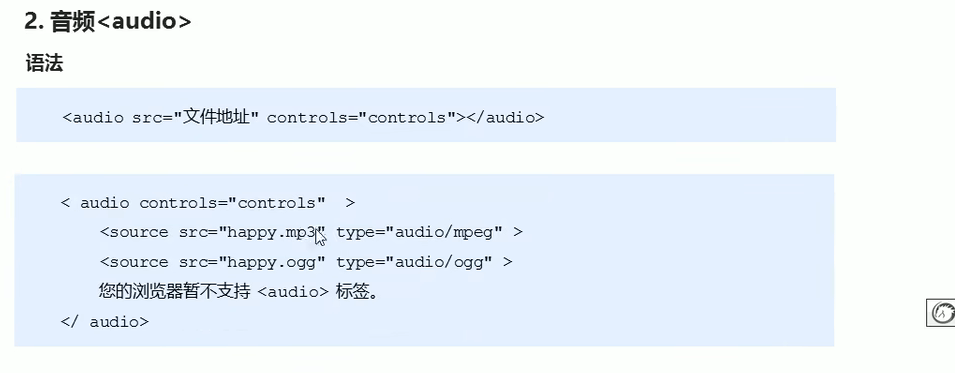 2. 音频<audio>
语法
<audio src="文件地址" controls="controls"></audio>
< audio controls="controls"  >
<source src="happy.mp3" type="audio/mpeg" >
<source src="happy.ogg" type="audio/ogg" >
您的浏览器暂不支持 <audio> 标签。
</ audio>